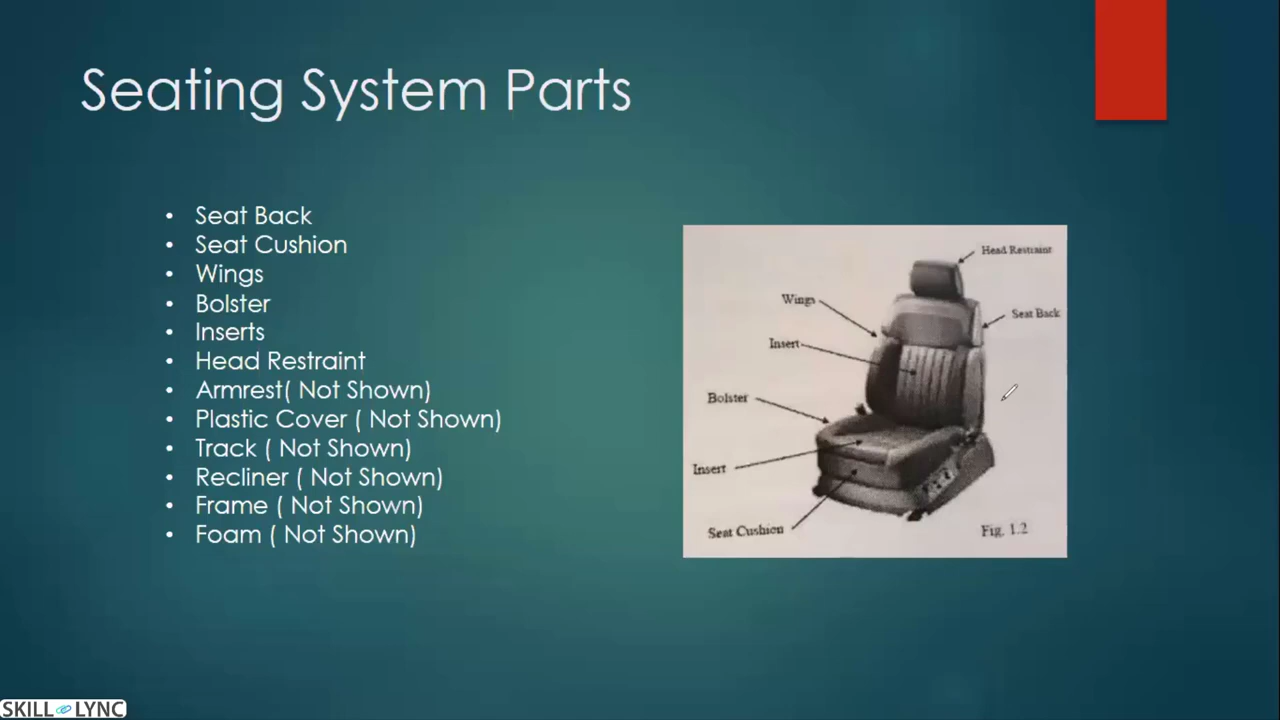 Seating System Parts
• Seat Back
• Seat Cushion
• Wings
• Bolster
• Inserts
• Head Restraint
• Armrest( Not Shown)
• Plastic Cover ( Not Shown)
• Track ( Not Shown)
• Recliner ( Not Shown)
• Frame ( Not Shown)
• Foam ( Not Shown)
Head Restraint
Wings
Seat Back
Insert
Bolster
Insert
Seat Cushion
Fig. 1.2
SKILL LYNC